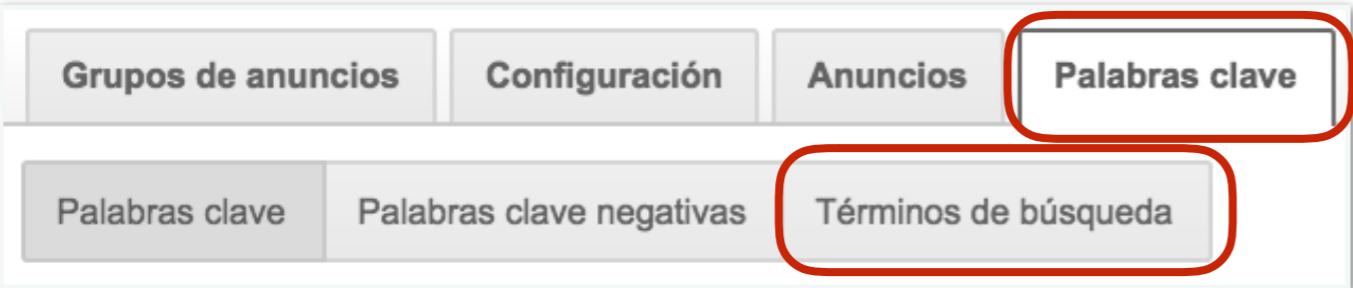 Grupos de anuncios Configuración Anuncios Palabras clave
Palabras clave Palabras clave negativas Términos de búsqueda